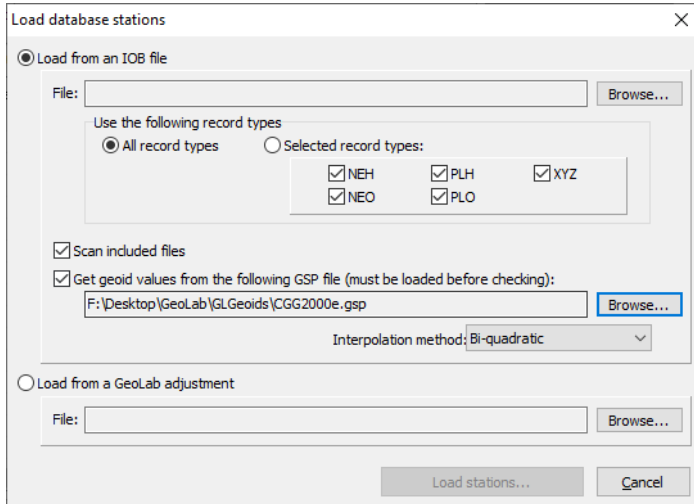 Load database stations
Load from an IOB file
File:
Browse...
Use the following record types
All record types
Selected record types:
NEH PLH XYZ
NEO PLO
Scan included files
Get geoid values from the following GSP file (must be loaded before checking):
F:\Desktop\GeoLab\GLGeoids\CGG2000e.gsp
Browse...
Interpolation method: Bi-quadratic
Load from a GeoLab adjustment
File:
Browse...
Load stations...
Cancel